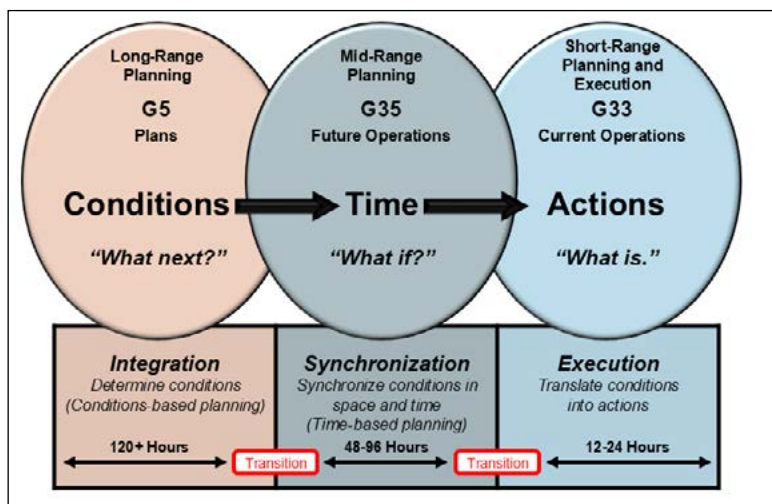 Long-Range
Planning
G5
Plans
Conditions
“What next?”
Mid-Range
Planning
G35
Future Operations
Time
“What if?”
Short-Range
Planning and
Execution
G33
Current Operations
Actions
“What is.”
Integration
Determine conditions
(Conditions-based planning)
120+ Hours
Transition
Synchronization
Synchronize conditions in
space and time
(Time-based planning)
48-96 Hours
Transition
Execution
Translate conditions
into actions
12-24 Hours